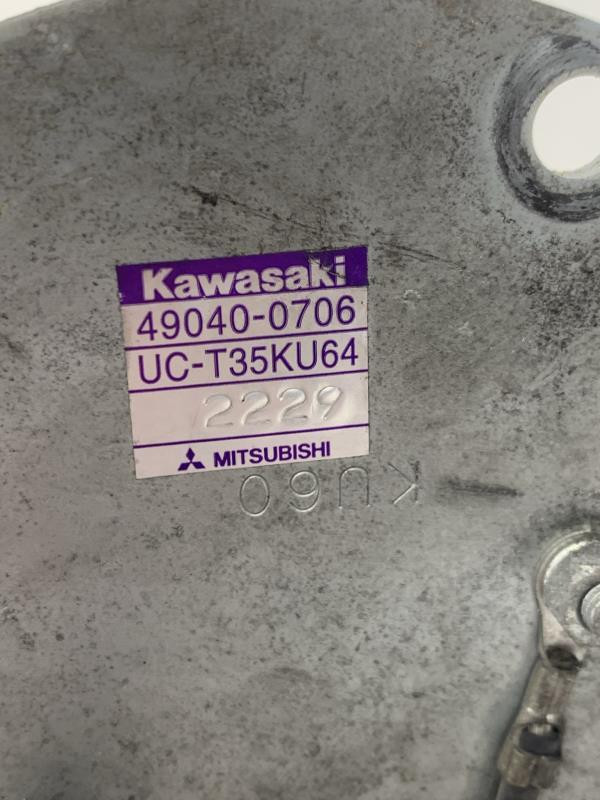 Kawasaki
49040-0706
UC-T35KU64
2229
MITSUBISHI
KU60